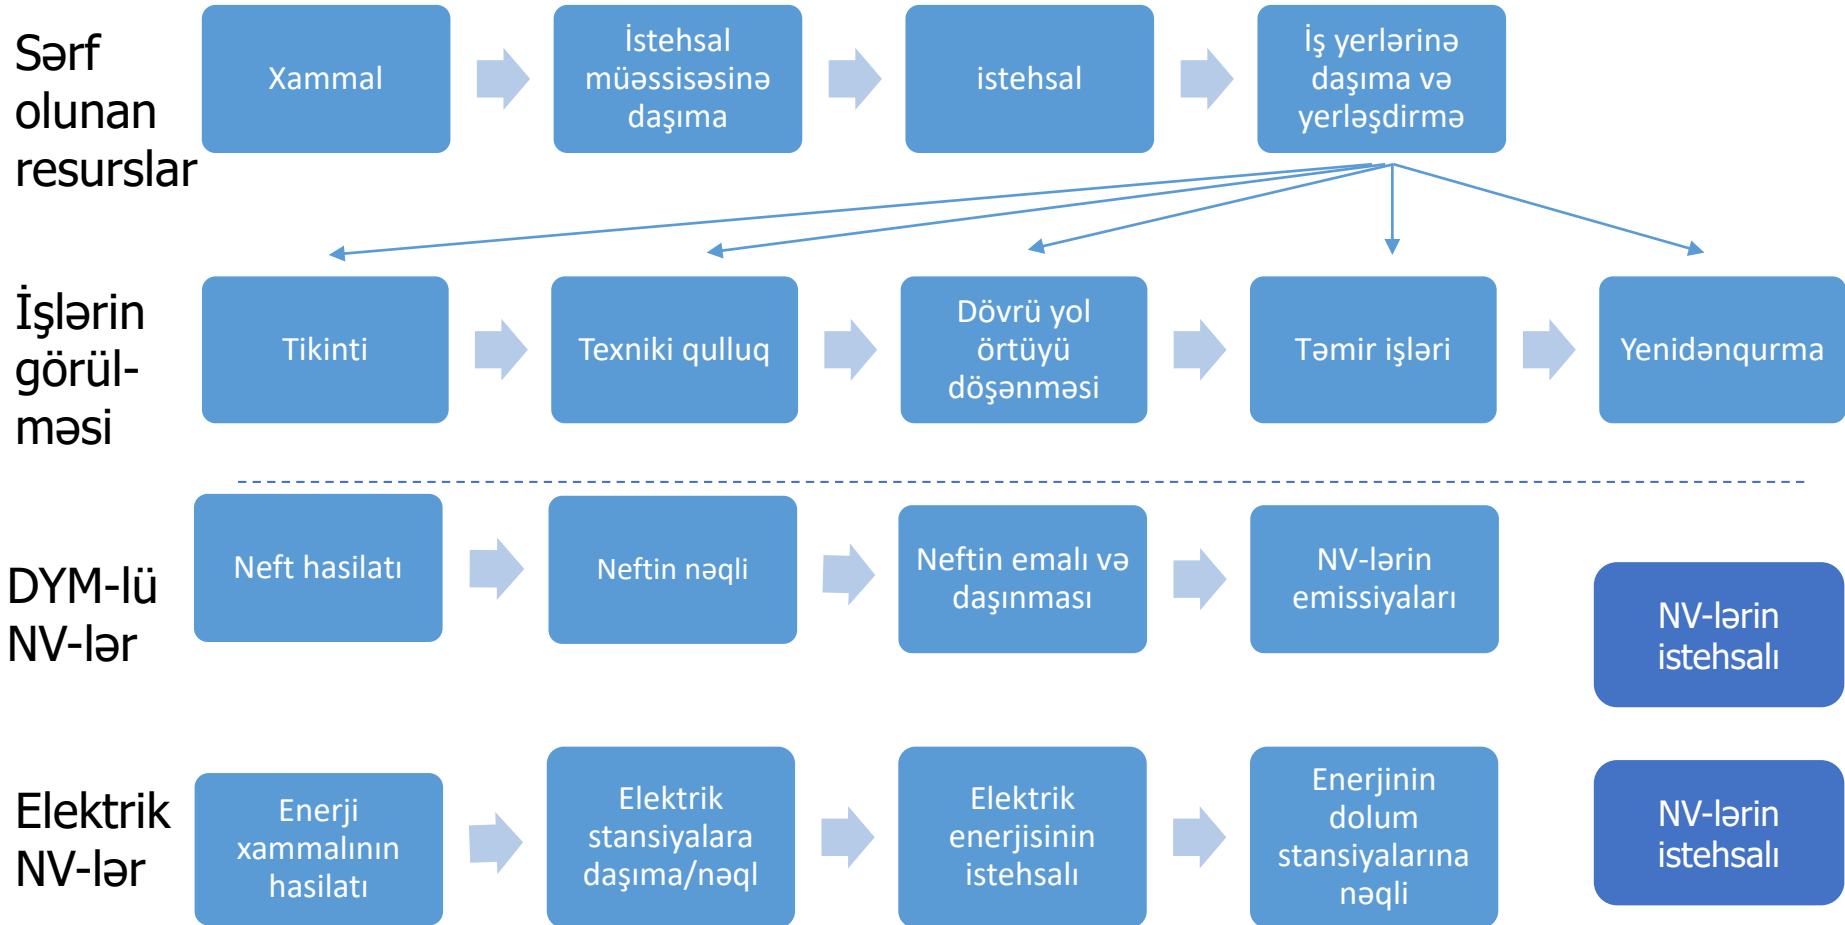 Sərf
olunan
resurslar
Xammal
İstehsal
müəssisəsinə
daşıma
istehsal
İş yerlərinə
daşıma və
yerləşdirmə
İşlərin
görül-
məsi
Tikinti
Texniki qulluq
Dövrü yol
örtüyü
döşənməsi
Təmir işləri
Yenidənqurma
DYM-lü
NV-lər
Neft hasilatı
Neftin nəqli
Neftin emalı və
daşınması
NV-lərin
emissiyaları
NV-lərin
istehsalı
Elektrik
NV-lər
Enerji
xammalının
hasilatı
Elektrik
stansiyalara
daşıma/nəql
Elektrik
enerjisinin
istehsalı
Enerjinin
dolum
stansiyalarına
nəqli
NV-lərin
istehsalı